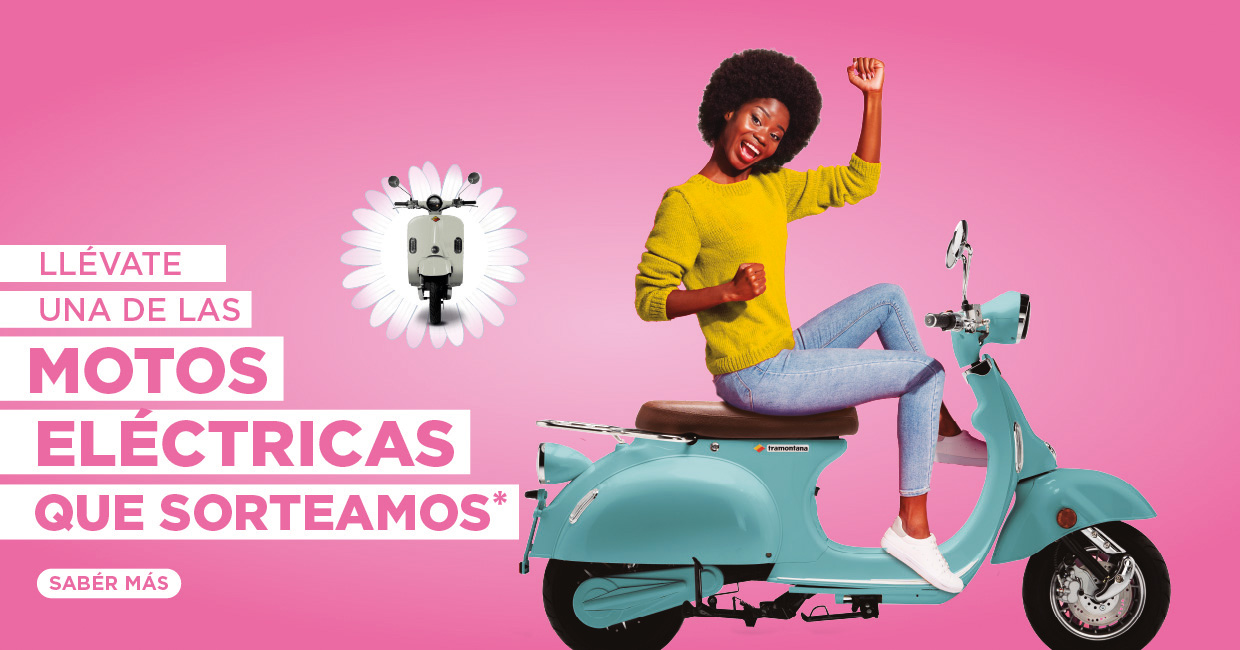 LLÉVATE
UNA DE LAS
MOTOS
ELÉCTRICAS
QUE SORTEAMOS*
SABÉR MÁS
tramontana